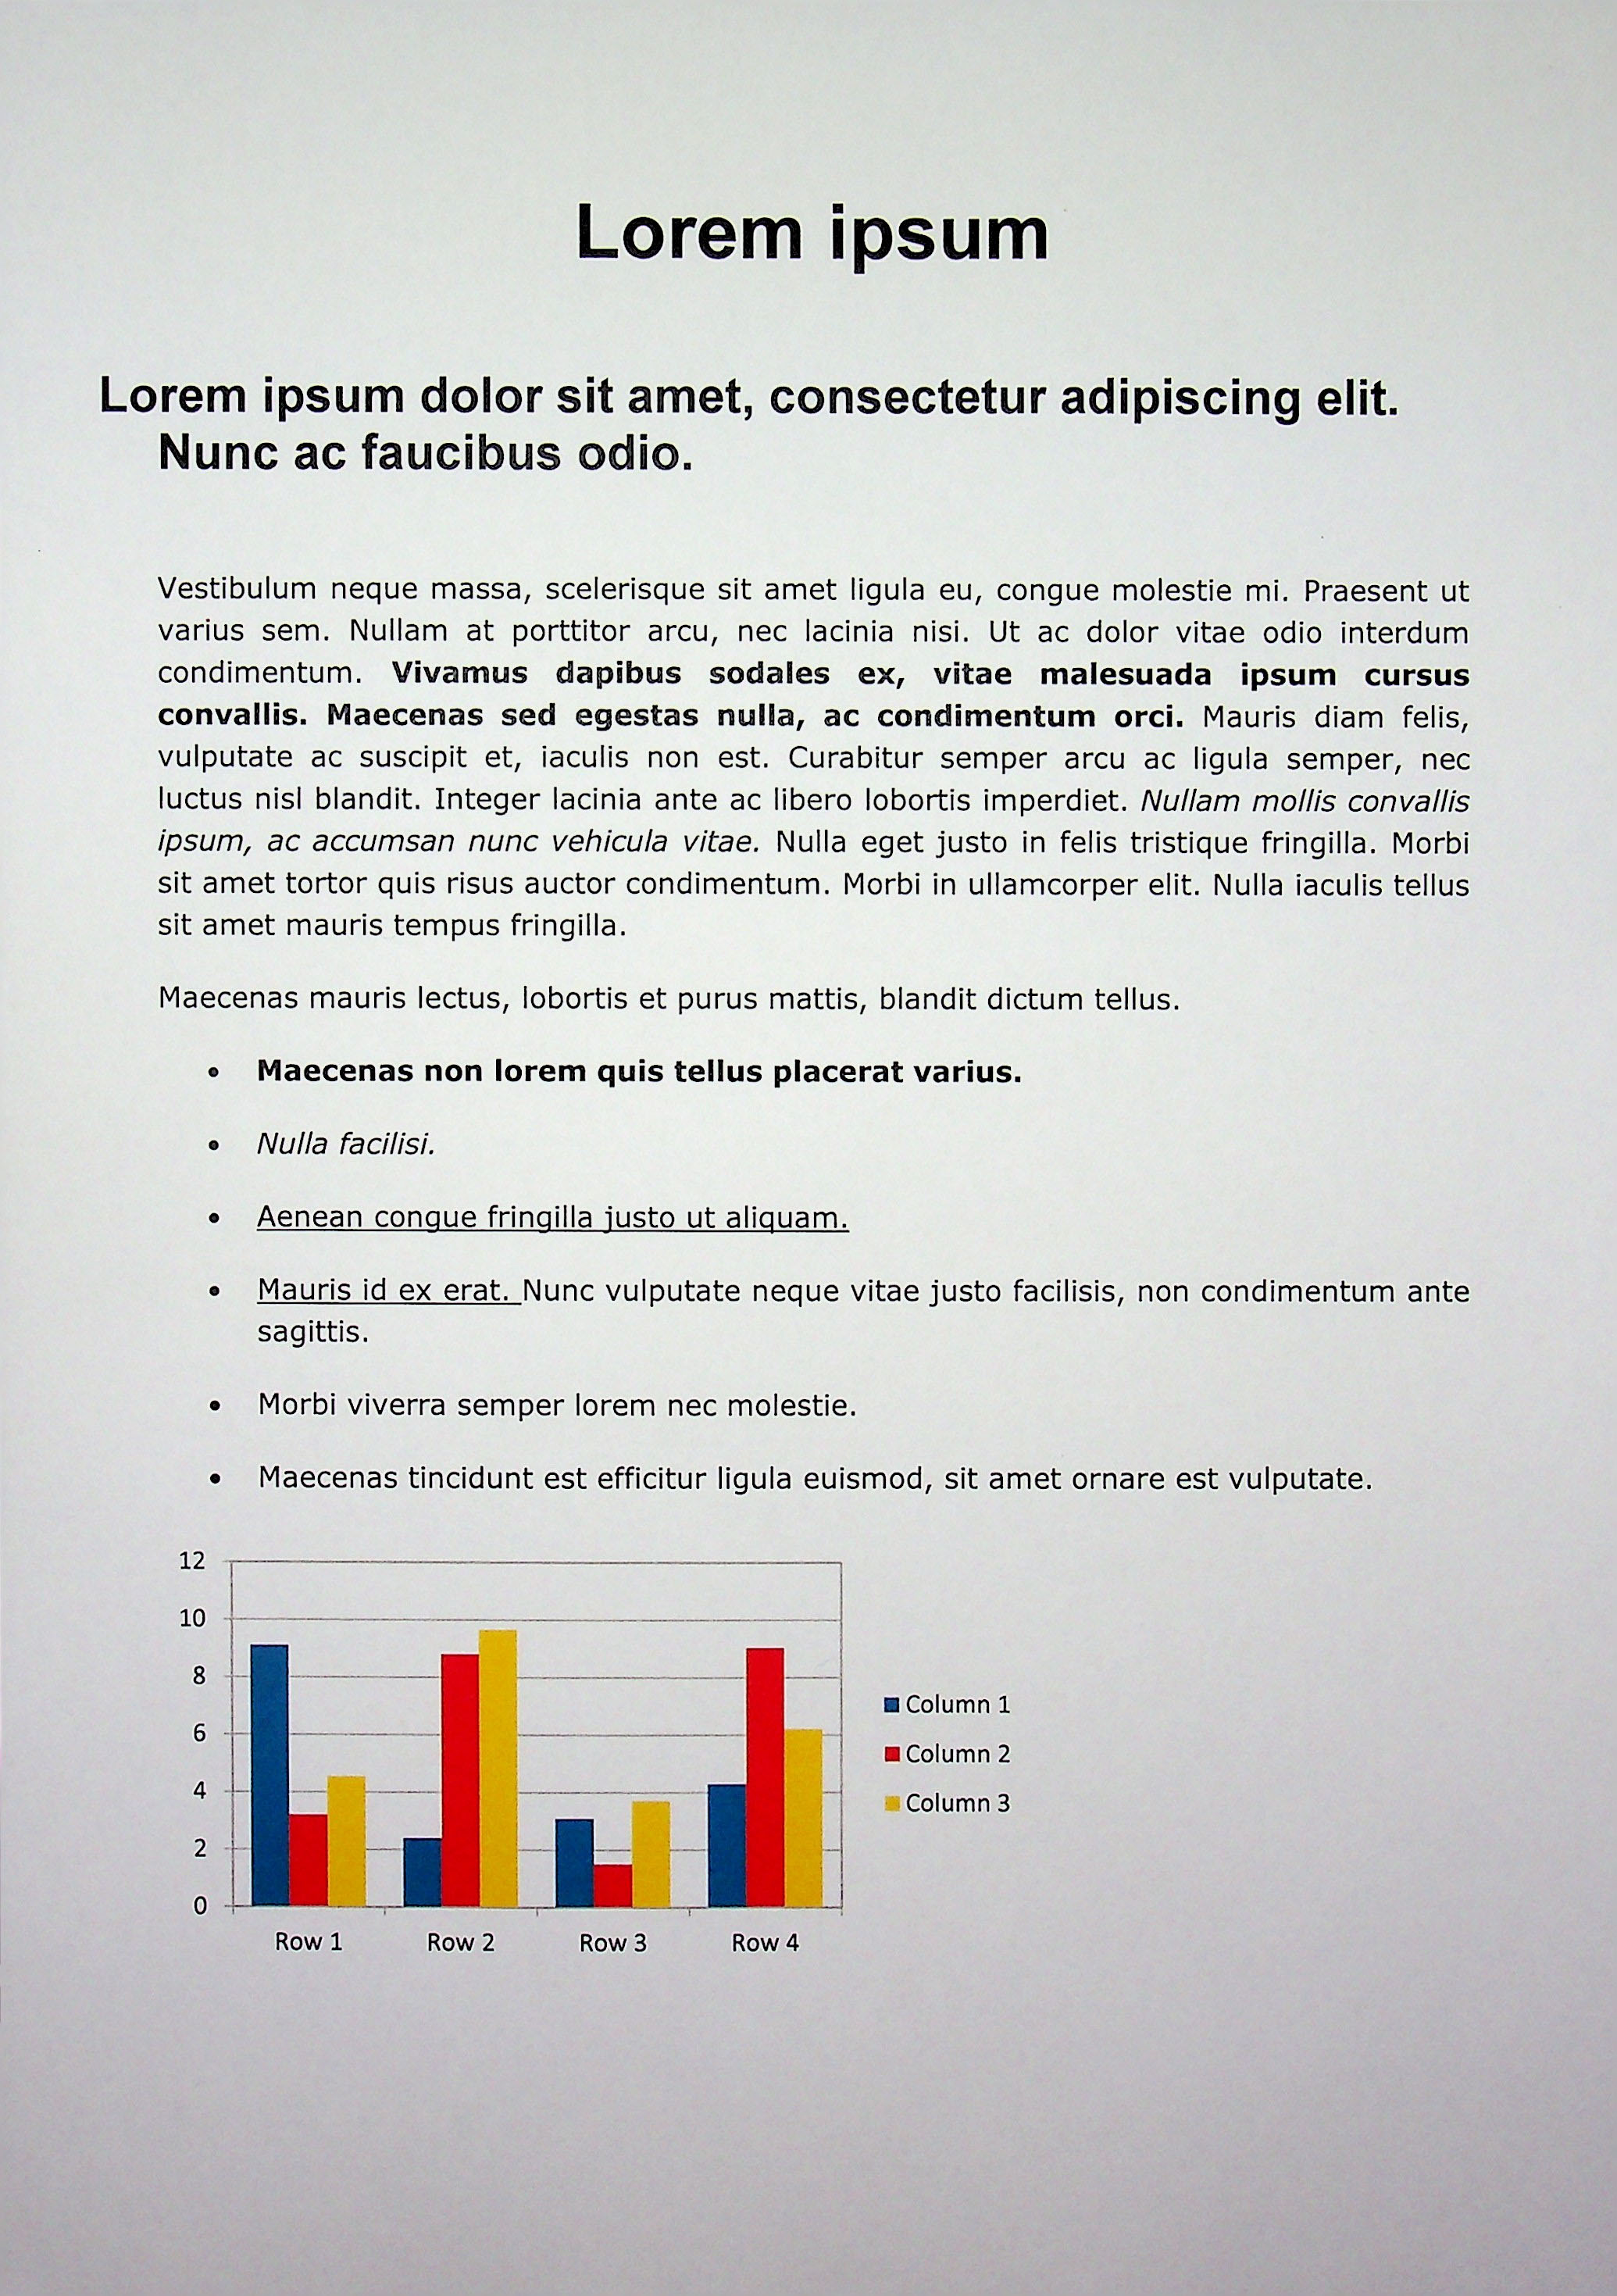 Lorem ipsum
Lorem ipsum dolor sit amet, consectetur adipiscing elit.
Nunc ac faucibus odio.
Vestibulum neque massa, scelerisque sit amet ligula eu, congue molestie mi. Praesent ut
varius sem. Nullam at porttitor arcu, nec lacinia nisi. Ut ac dolor vitae odio interdum
condimentum. Vivamus dapibus sodales ex, vitae malesuada ipsum cursus
convallis. Maecenas sed egestas nulla, ac condimentum orci. Mauris diam felis,
vulputate ac suscipit et, iaculis non est. Curabitur semper arcu ac ligula semper, nec
luctus nisl blandit. Integer lacinia ante ac libero lobortis imperdiet. Nullam mollis convallis
ipsum, ac accumsan nunc vehicula vitae. Nulla eget justo in felis tristique fringilla. Morbi
sit amet tortor quis risus auctor condimentum. Morbi in ullamcorper elit. Nulla iaculis tellus
sit amet mauris tempus fringilla.
Maecenas mauris lectus, lobortis et purus mattis, blandit dictum tellus.
• Maecenas non lorem quis tellus placerat varius.
• Nulla facilisi.
• Aenean congue fringilla justo ut aliquam.
• Mauris id ex erat. Nunc vulputate neque vitae justo facilisis, non condimentum ante
sagittis.
• Morbi viverra semper lorem nec molestie.
• Maecenas tincidunt est efficitur ligula euismod, sit amet ornare est vulputate.
12
10
8
6
4
2
0
Row 1 Row 2 Row 3 Row 4
Column 1
Column 2
Column 3